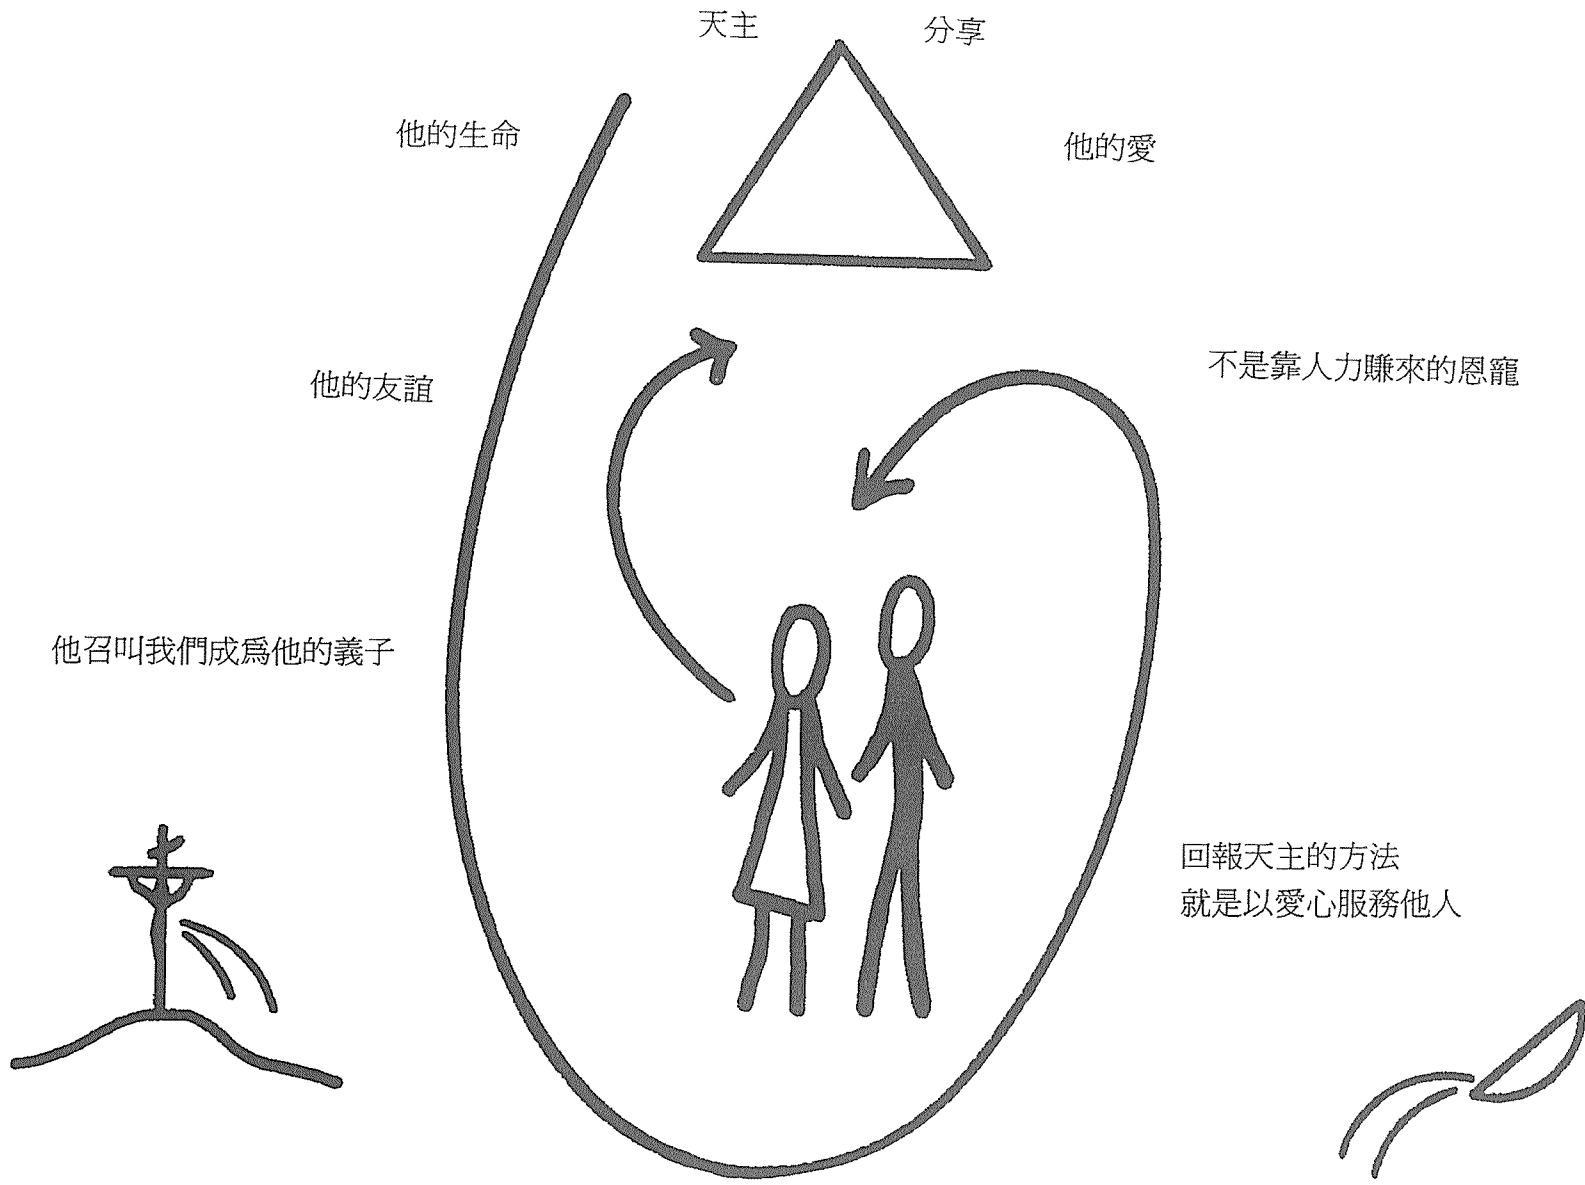 天主
分享
他的生命
他的愛
他的友誼
不是靠人力賺來的恩寵
他召叫我們成爲他的義子
回報天主的方法
就是以愛心服務他人